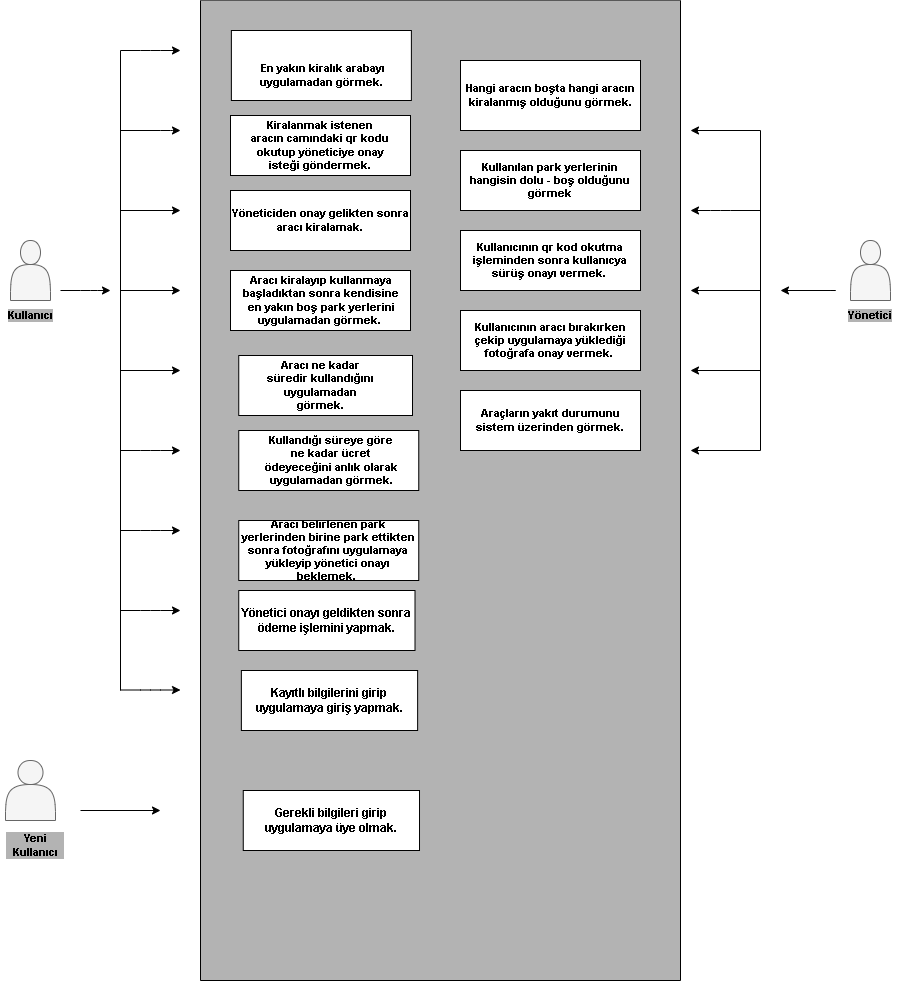 En yakın kiralık arabayı
uygulamadan görmek.
Kiralanmak istenen
aracın camındaki qr kodu
okutup yöneticiye onay
isteği göndermek.
Yöneticiden onay gelikten sonra
aracı kiralamak.
Aracı kiralayıp kullanmaya
başladıktan sonra kendisine
en yakın boş park yerlerini
uygulamadan görmek.
Aracı ne kadar
süredir kullandığını
uygulamadan
görmek.
Kullandığı süreye göre
ne kadar ücret
ödeyeceğini anlık olarak
uygulamadan görmek.
Aracı belirlenen park
yerlerinden birine park ettikten
sonra fotoğrafını uygulamaya
yükleyip yönetici onayı
beklemek.
Yönetici onayı geldikten sonra
ödeme işlemini yapmak.
Kayıtlı bilgilerini girip
uygulamaya giriş yapmak.
Gerekli bilgileri girip
uygulamaya üye olmak.
Hangi aracın boşta hangi aracın
kiralanmış olduğunu görmek.
Kullanılan park yerlerinin
hangisin dolu - boş olduğunu
görmek
Kullanıcının qr kod okutma
işleminden sonra kullanıcya
sürüş onayı vermek.
Kullanıcının aracı bırakırken
çekip uygulamaya yüklediği
fotoğrafa onay vermek.
Araçların yakıt durumunu
sistem üzerinden görmek.
Kullanıcı
Yönetici
Yeni
Kullanıcı